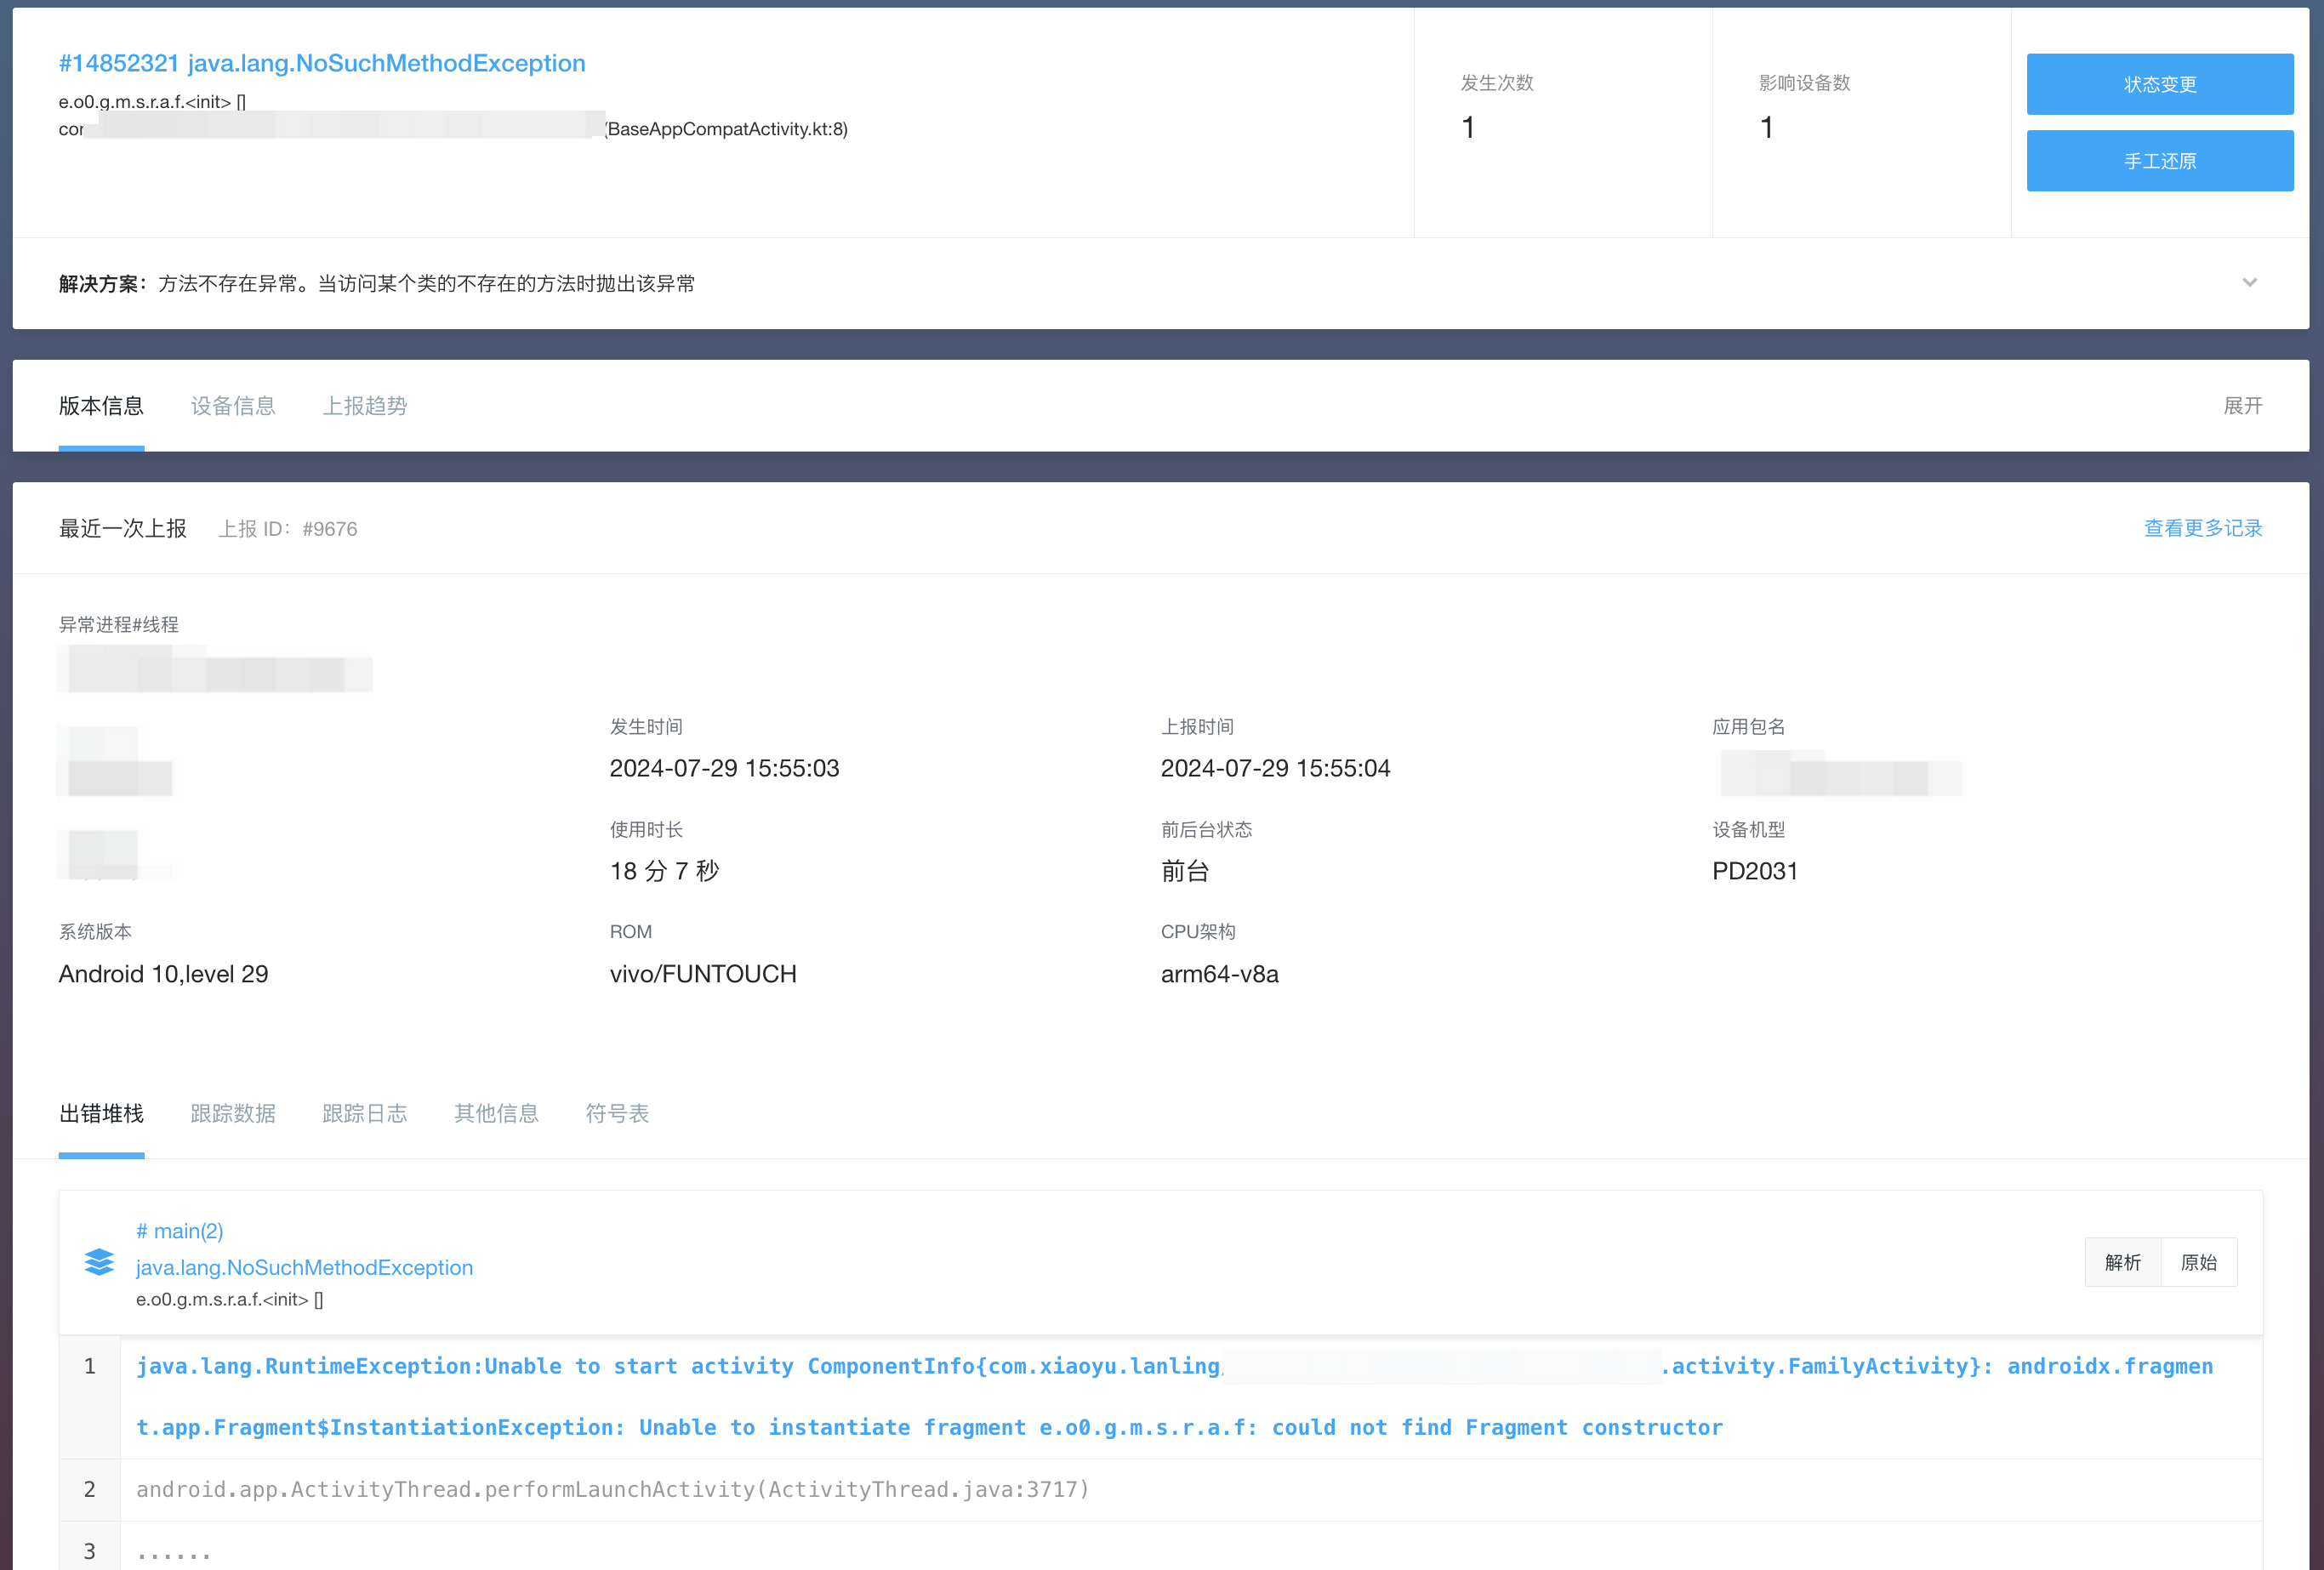 #14852321 java.lang.NoSuchMethodException
e.o0.g.m.s.r.a.f.<init> []
(BaseAppCompatActivity.kt:8)
发生次数
1
影响设备数
1
状态变更
手工还原
解决方案：方法不存在异常。当访问某个类的不存在的方法时抛出该异常
版本信息 设备信息 上报趋势 展开
最近一次上报 上报 ID：#9676 查看更多记录
异常进程#线程
发生时间 上报时间 应用包名
2024-07-29 15:55:03 2024-07-29 15:55:04
使用时长 前后台状态 设备机型
18 分 7 秒 前台 PD2031
系统版本 ROM CPU架构
Android 10,level 29 vivo/FUNTOUCH arm64-v8a
出错堆栈 跟踪数据 跟踪日志 其他信息 符号表
# main(2)
java.lang.NoSuchMethodException
e.o0.g.m.s.r.a.f.<init> []
解析 原始
1 java.lang.RuntimeException:Unable to start activity ComponentInfo{com.xiaoyu.lanling .activity.FamilyActivity}: androidx.fragmen
t.app.Fragment$InstantiationException: Unable to instantiate fragment e.o0.g.m.s.r.a.f: could not find Fragment constructor
2 android.app.ActivityThread.performLaunchActivity(ActivityThread.java:3717)
3 ......